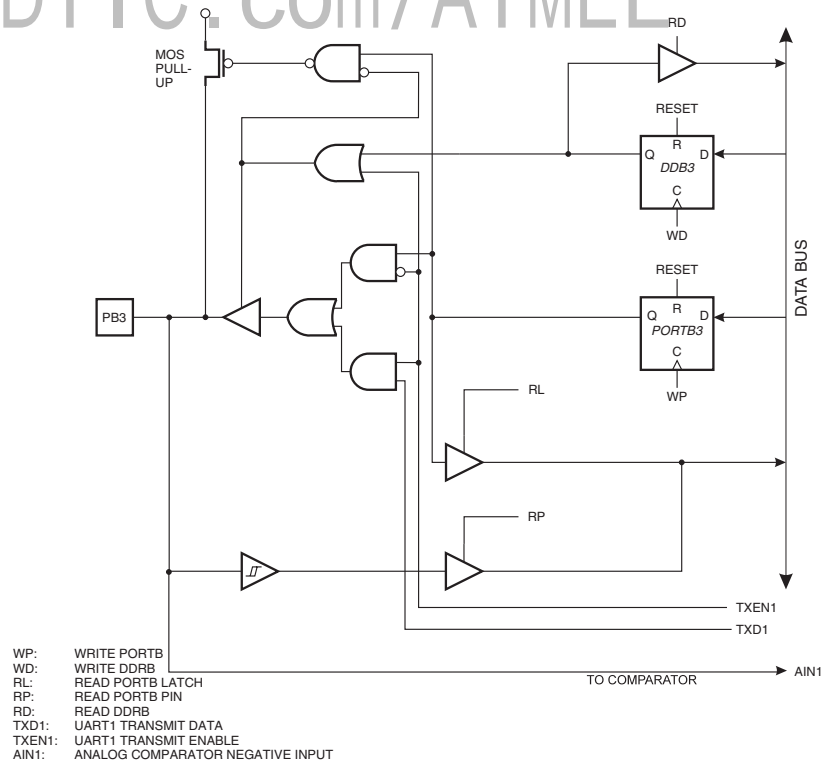 RD
MOS
PULL-
UP
RESET
R
Q D
DDB3
C
WD
RESET
R
Q D
PORTB3
C
WP
DATA BUS
PB3
RL
RP
TXEN1
TXD1
AIN1
TO COMPARATOR
WP: WRITE PORTB
WD: WRITE DDRB
RL: READ PORTB LATCH
RP: READ PORTB PIN
RD: READ DDRB
TXD1: UART1 TRANSMIT DATA
TXEN1: UART1 TRANSMIT ENABLE
AIN1: ANALOG COMPARATOR NEGATIVE INPUT